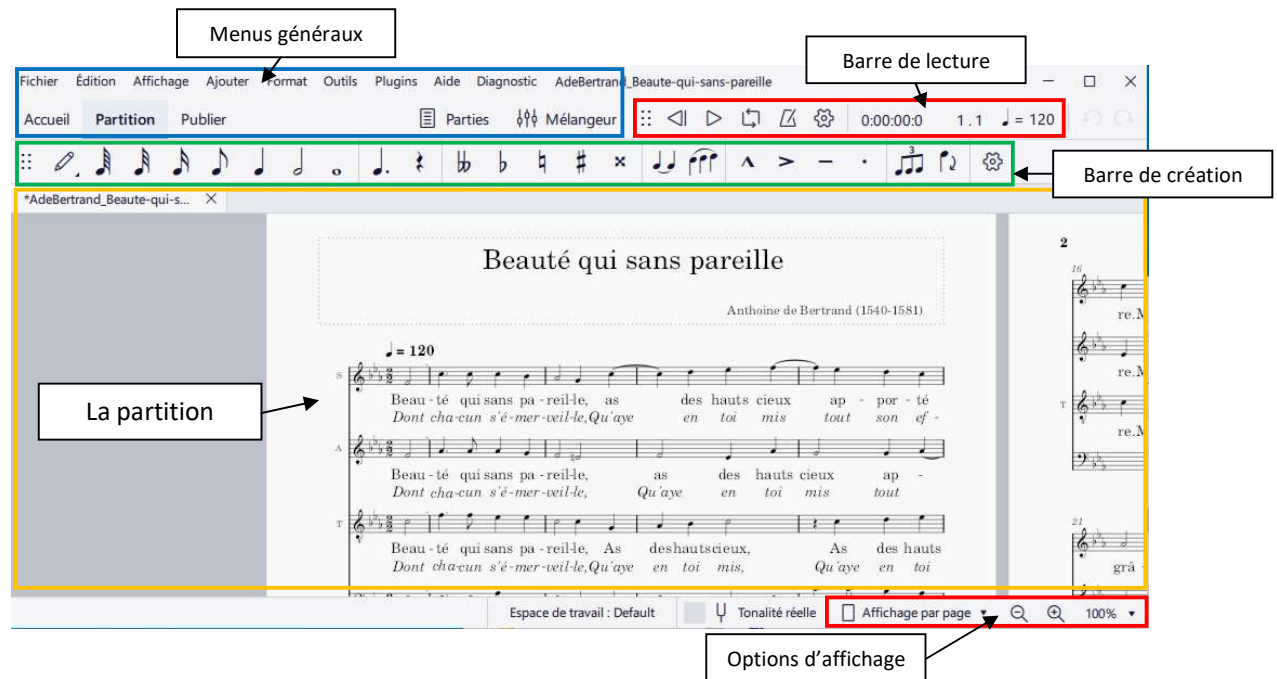 Menus généraux
Barre de lecture
Fichier Édition Affichage Ajouter Format Outils Plugins Aide Diagnostic AdeBertrand_Beaute-qui-sans-pareille
Accueil Partition Publier Parties Mélangeur 0:00:00:0 1 . 1 = 120
3
Barre de création
*AdeBertrand_Beaute-qui-s...
Beauté qui sans pareille
Anthoine de Bertrand (1540-1581)
= 120
S
Beau - té qui sans pa - reil-le, as des hauts cieux ap - por - té
Dont cha-cun s'é-mer-veil-le, Qu'aye en toi mis tout son ef -
La partition
A
Beau - té qui sans pa - reil-le, as des hauts cieux ap -
Dont cha-cun s'é-mer-veil-le, Qu'aye en toi mis tout
T
Beau - té qui sans pa - reil-le, As des hauts cieux, As des hauts
Dont cha-cun s'é-mer-veil-le, Qu'aye en toi mis, Qu'aye en toi
2
16
re.
re.
T
re.
21
grâ
Espace de travail : Default Tonalité réelle Affichage par page 100%
Options d'affichage